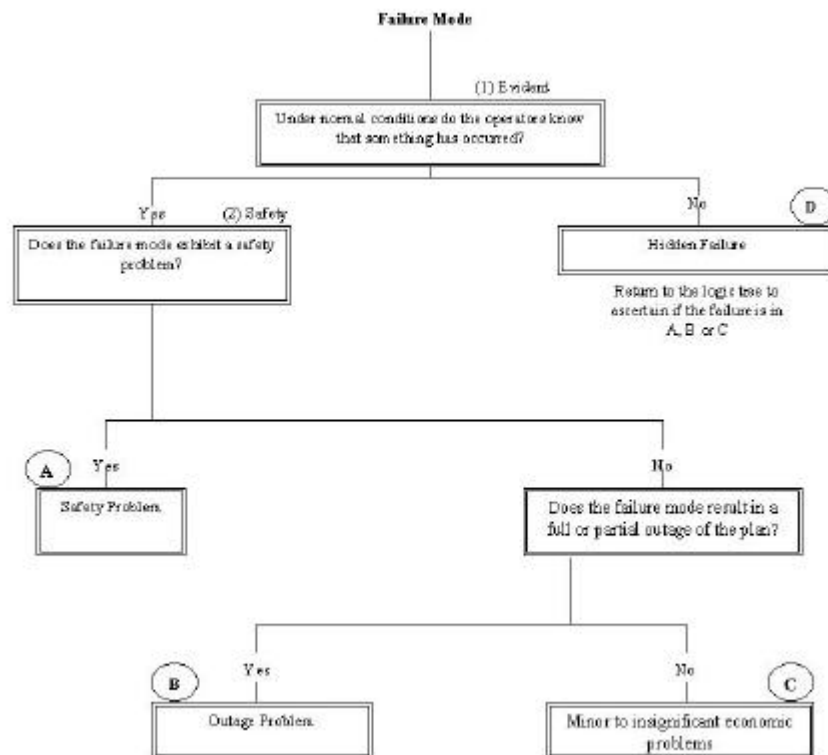 Failure Mode
(1) Evident
Under normal conditions do the operators know
that something has occurred?
Yes
(2) Safety
No
D
Does the failure mode exhibit a safety
problem?
Hidden Failure
Return to the logic tree to
ascertain if the failure is in
A, B or C
A
Yes
No
Safety Problem
Does the failure mode result in a
full or partial outage of the plan?
B
Yes
No
C
Outage Problem
Minor to insignificant economic
problems